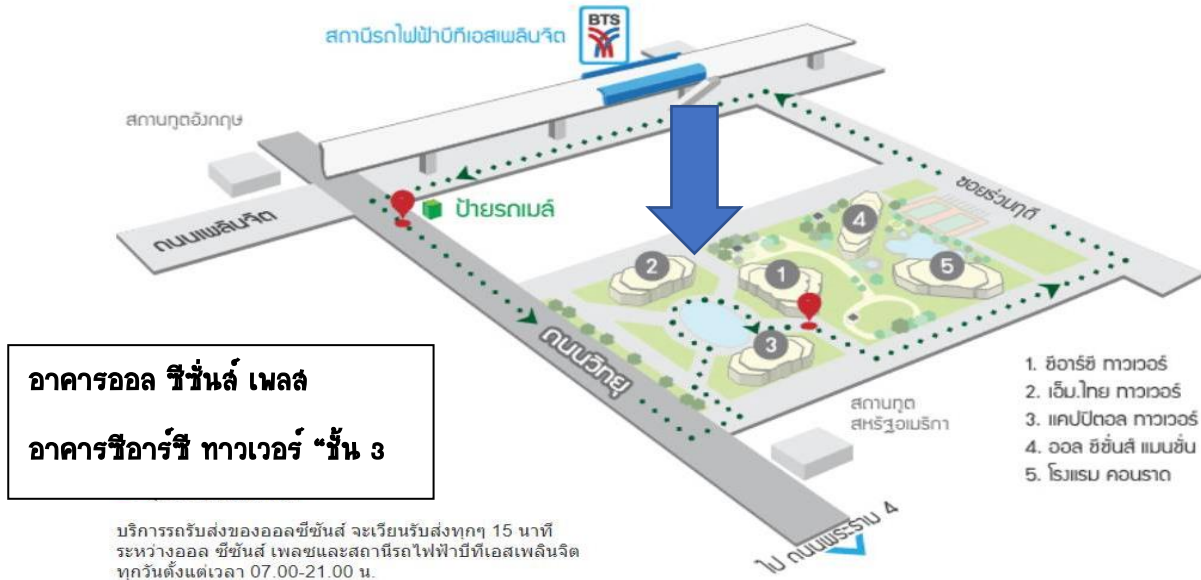 สถานีรถไฟฟ้าบีทีเอสเพลินจิต
BTS
สถานทูตอังกฤษ
ถนนเพลินจิต
ป้ายรถเมล์
ซอยร่วมฤดี
4
2
1
5
3
ถนนวิทยุ
สถานทูต
สหรัฐอเมริกา
ไป ถนนพระราม 4
1. ซีอาร์ซี ทาวเวอร์
2. เอ็ม.ไทย ทาวเวอร์
3. แคปปิตอล ทาวเวอร์
4. ออล ซีซั่นส์ แมนชั่น
5. โรงแรม คอนราด
อาคารออล ซีซั่นส์ เพลส
อาคารซีอาร์ซี ทาวเวอร์ “ชั้น 3
บริการรถรับส่งของออลซีซันส์ จะเวียนรับส่งทุกๆ 15 นาที
ระหว่างออล ซีซันส์ เพลซและสถานีรถไฟฟ้าบีทีเอสเพลินจิต
ทุกวันตั้งแต่เวลา 07.00-21.00 น.